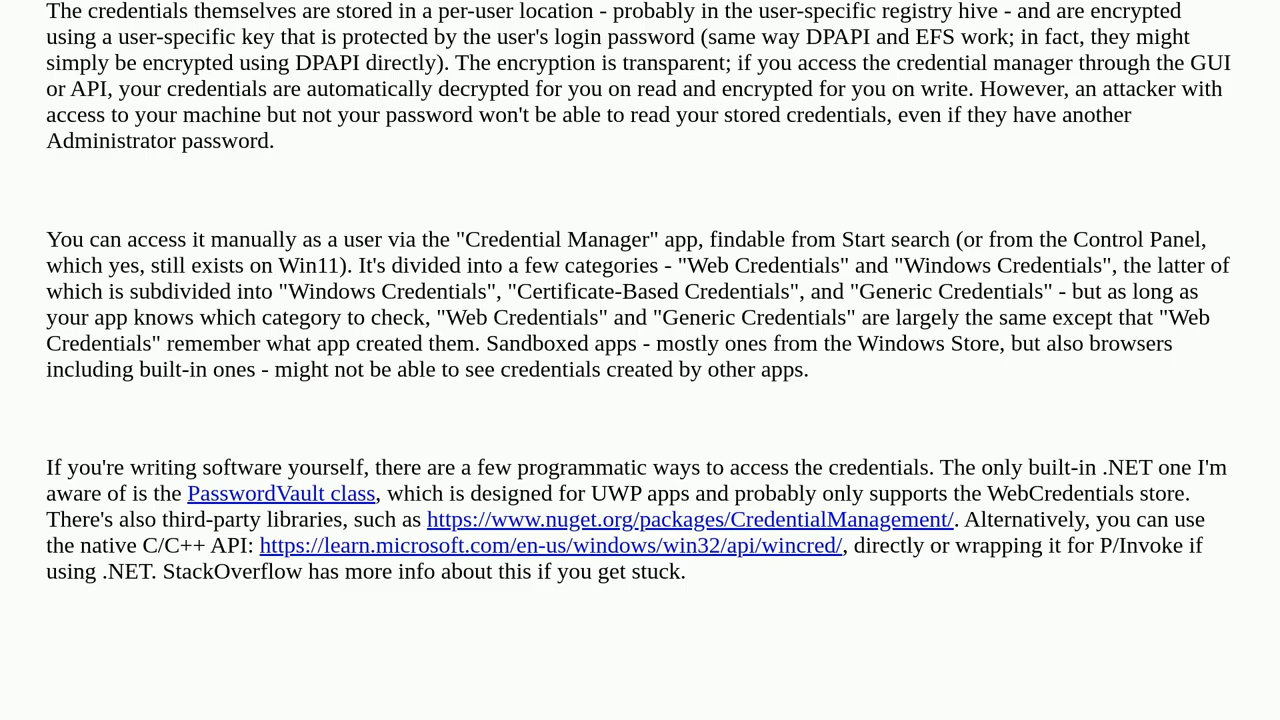 The credentials themselves are stored in a per-user location - probably in the user-specific registry hive - and are encrypted
using a user-specific key that is protected by the user's login password (same way DPAPI and EFS work; in fact, they might
simply be encrypted using DPAPI directly). The encryption is transparent; if you access the credential manager through the GUI
or API, your credentials are automatically decrypted for you on read and encrypted for you on write. However, an attacker with
access to your machine but not your password won't be able to read your stored credentials, even if they have another
Administrator password.
You can access it manually as a user via the "Credential Manager" app, findable from Start search (or from the Control Panel,
which yes, still exists on Win11). It's divided into a few categories - "Web Credentials" and "Windows Credentials", the latter of
which is subdivided into "Windows Credentials", "Certificate-Based Credentials", and "Generic Credentials" - but as long as
your app knows which category to check, "Web Credentials" and "Generic Credentials" are largely the same except that "Web
Credentials" remember what app created them. Sandboxed apps - mostly ones from the Windows Store, but also browsers
including built-in ones - might not be able to see credentials created by other apps.
If you're writing software yourself, there are a few programmatic ways to access the credentials. The only built-in .NET one I'm
aware of is the PasswordVault class, which is designed for UWP apps and probably only supports the WebCredentials store.
There's also third-party libraries, such as https://www.nuget.org/packages/CredentialManagement/. Alternatively, you can use
the native C/C++ API: https://learn.microsoft.com/en-us/windows/win32/api/wincred/, directly or wrapping it for P/Invoke if
using .NET. StackOverflow has more info about this if you get stuck.